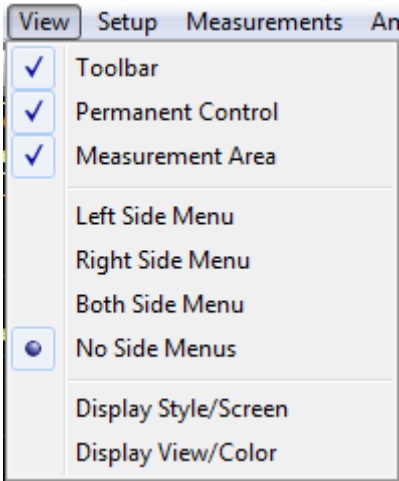 View Setup Measurements An
Toolbar
Permanent Control
Measurement Area
Left Side Menu
Right Side Menu
Both Side Menu
No Side Menus
Display Style/Screen
Display View/Color